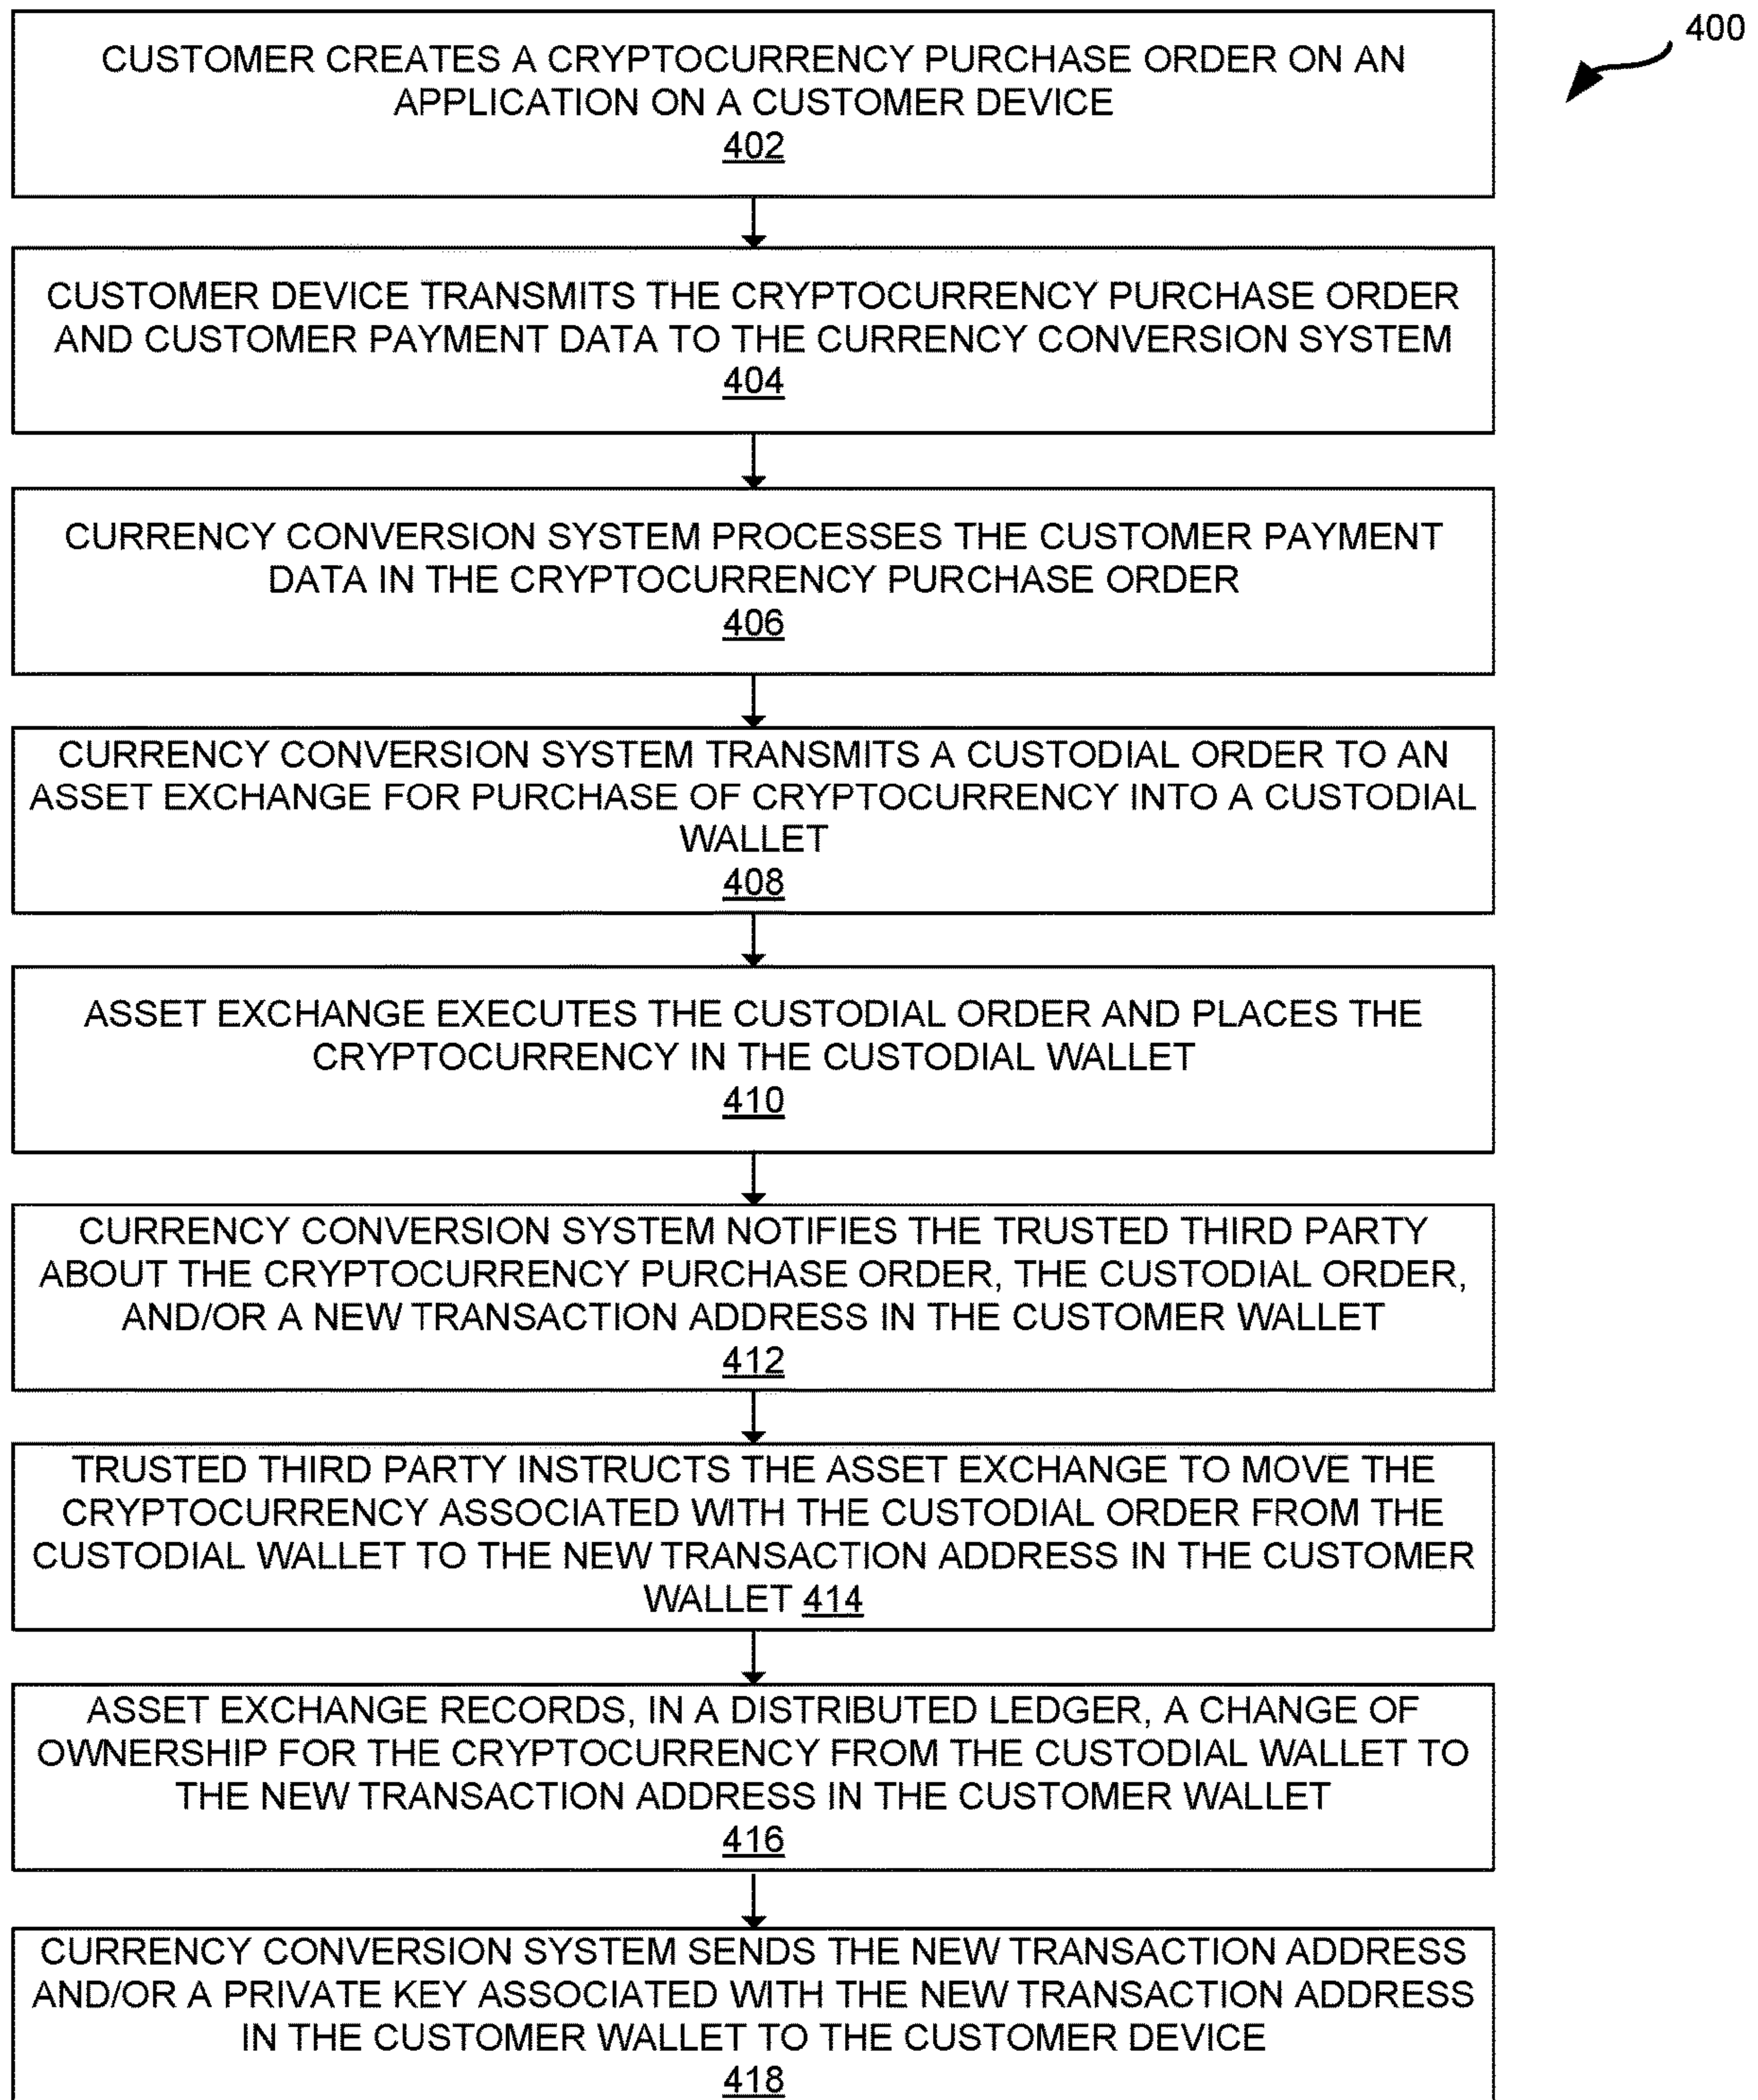 400
CUSTOMER CREATES A CRYPTOCURRENCY PURCHASE ORDER ON AN
APPLICATION ON A CUSTOMER DEVICE
402
CUSTOMER DEVICE TRANSMITS THE CRYPTOCURRENCY PURCHASE ORDER
AND CUSTOMER PAYMENT DATA TO THE CURRENCY CONVERSION SYSTEM
404
CURRENCY CONVERSION SYSTEM PROCESSES THE CUSTOMER PAYMENT
DATA IN THE CRYPTOCURRENCY PURCHASE ORDER
406
CURRENCY CONVERSION SYSTEM TRANSMITS A CUSTODIAL ORDER TO AN
ASSET EXCHANGE FOR PURCHASE OF CRYPTOCURRENCY INTO A CUSTODIAL
WALLET
408
ASSET EXCHANGE EXECUTES THE CUSTODIAL ORDER AND PLACES THE
CRYPTOCURRENCY IN THE CUSTODIAL WALLET
410
CURRENCY CONVERSION SYSTEM NOTIFIES THE TRUSTED THIRD PARTY
ABOUT THE CRYPTOCURRENCY PURCHASE ORDER, THE CUSTODIAL ORDER,
AND/OR A NEW TRANSACTION ADDRESS IN THE CUSTOMER WALLET
412
TRUSTED THIRD PARTY INSTRUCTS THE ASSET EXCHANGE TO MOVE THE
CRYPTOCURRENCY ASSOCIATED WITH THE CUSTODIAL ORDER FROM THE
CUSTODIAL WALLET TO THE NEW TRANSACTION ADDRESS IN THE CUSTOMER
WALLET 414
ASSET EXCHANGE RECORDS, IN A DISTRIBUTED LEDGER, A CHANGE OF
OWNERSHIP FOR THE CRYPTOCURRENCY FROM THE CUSTODIAL WALLET TO
THE NEW TRANSACTION ADDRESS IN THE CUSTOMER WALLET
416
CURRENCY CONVERSION SYSTEM SENDS THE NEW TRANSACTION ADDRESS
AND/OR A PRIVATE KEY ASSOCIATED WITH THE NEW TRANSACTION ADDRESS
IN THE CUSTOMER WALLET TO THE CUSTOMER DEVICE
418